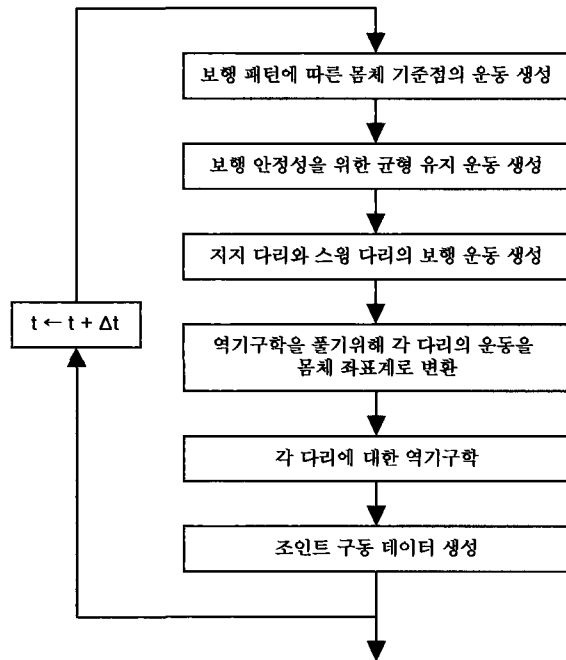 보행 패턴에 따른 몸체 기준점의 운동 생성
보행 안정성을 위한 균형 유지 운동 생성
지지 다리와 스윙 다리의 보행 운동 생성
t ← t + Δt
역기구학을 풀기위해 각 다리의 운동을
몸체 좌표계로 변환
각 다리에 대한 역기구학
조인트 구동 데이터 생성